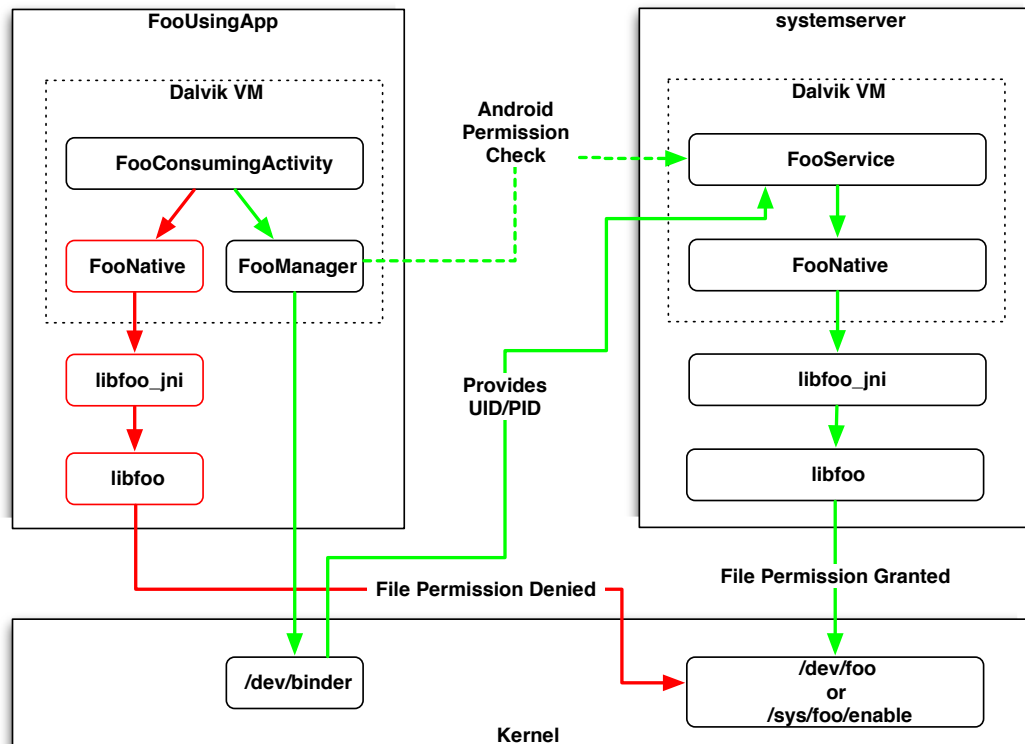 FooUsingApp
systemserver
Dalvik VM
Dalvik VM
Android
Permission
Check
FooConsumingActivity
FooService
FooNative
FooManager
FooNative
libfoo_jni
Provides
UID/PID
libfoo_jni
libfoo
libfoo
File Permission Denied
File Permission Granted
/dev/binder
/dev/foo
or
/sys/foo/enable
Kernel